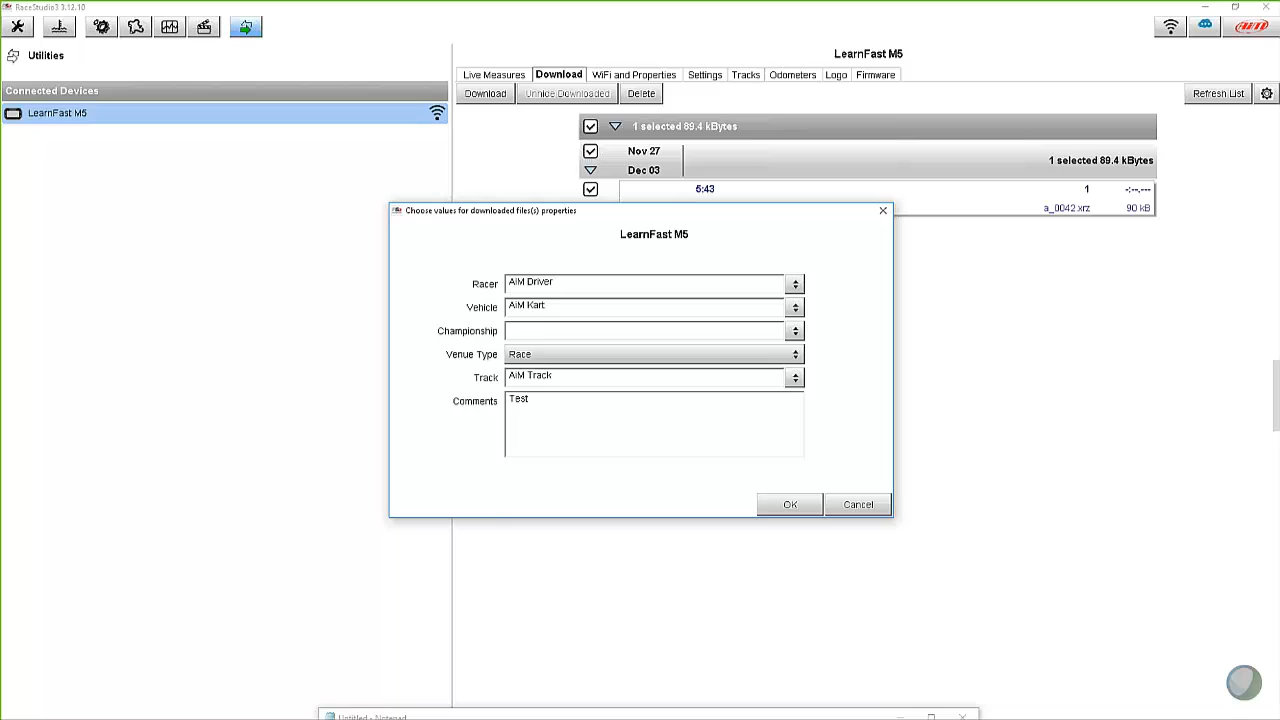 RaceStudio3 3.12.10
Utilities
Connected Devices
LearnFast M5
LearnFast M5
Live Measures Download WiFi and Properties Settings Tracks Odometers Logo Firmware
Download Unhide Downloaded Delete Refresh List
1 selected 89.4 kBytes
Nov 27
1 selected 89.4 kBytes
Dec 03
5:43 1 -:--.---
a_0042.xrz 90 kB
Choose values for downloaded files(s) properties
LearnFast M5
Racer AiM Driver
Vehicle AiM Kart
Championship
Venue Type Race
Track AiM Track
Comments Test
OK Cancel
Untitled - Notepad